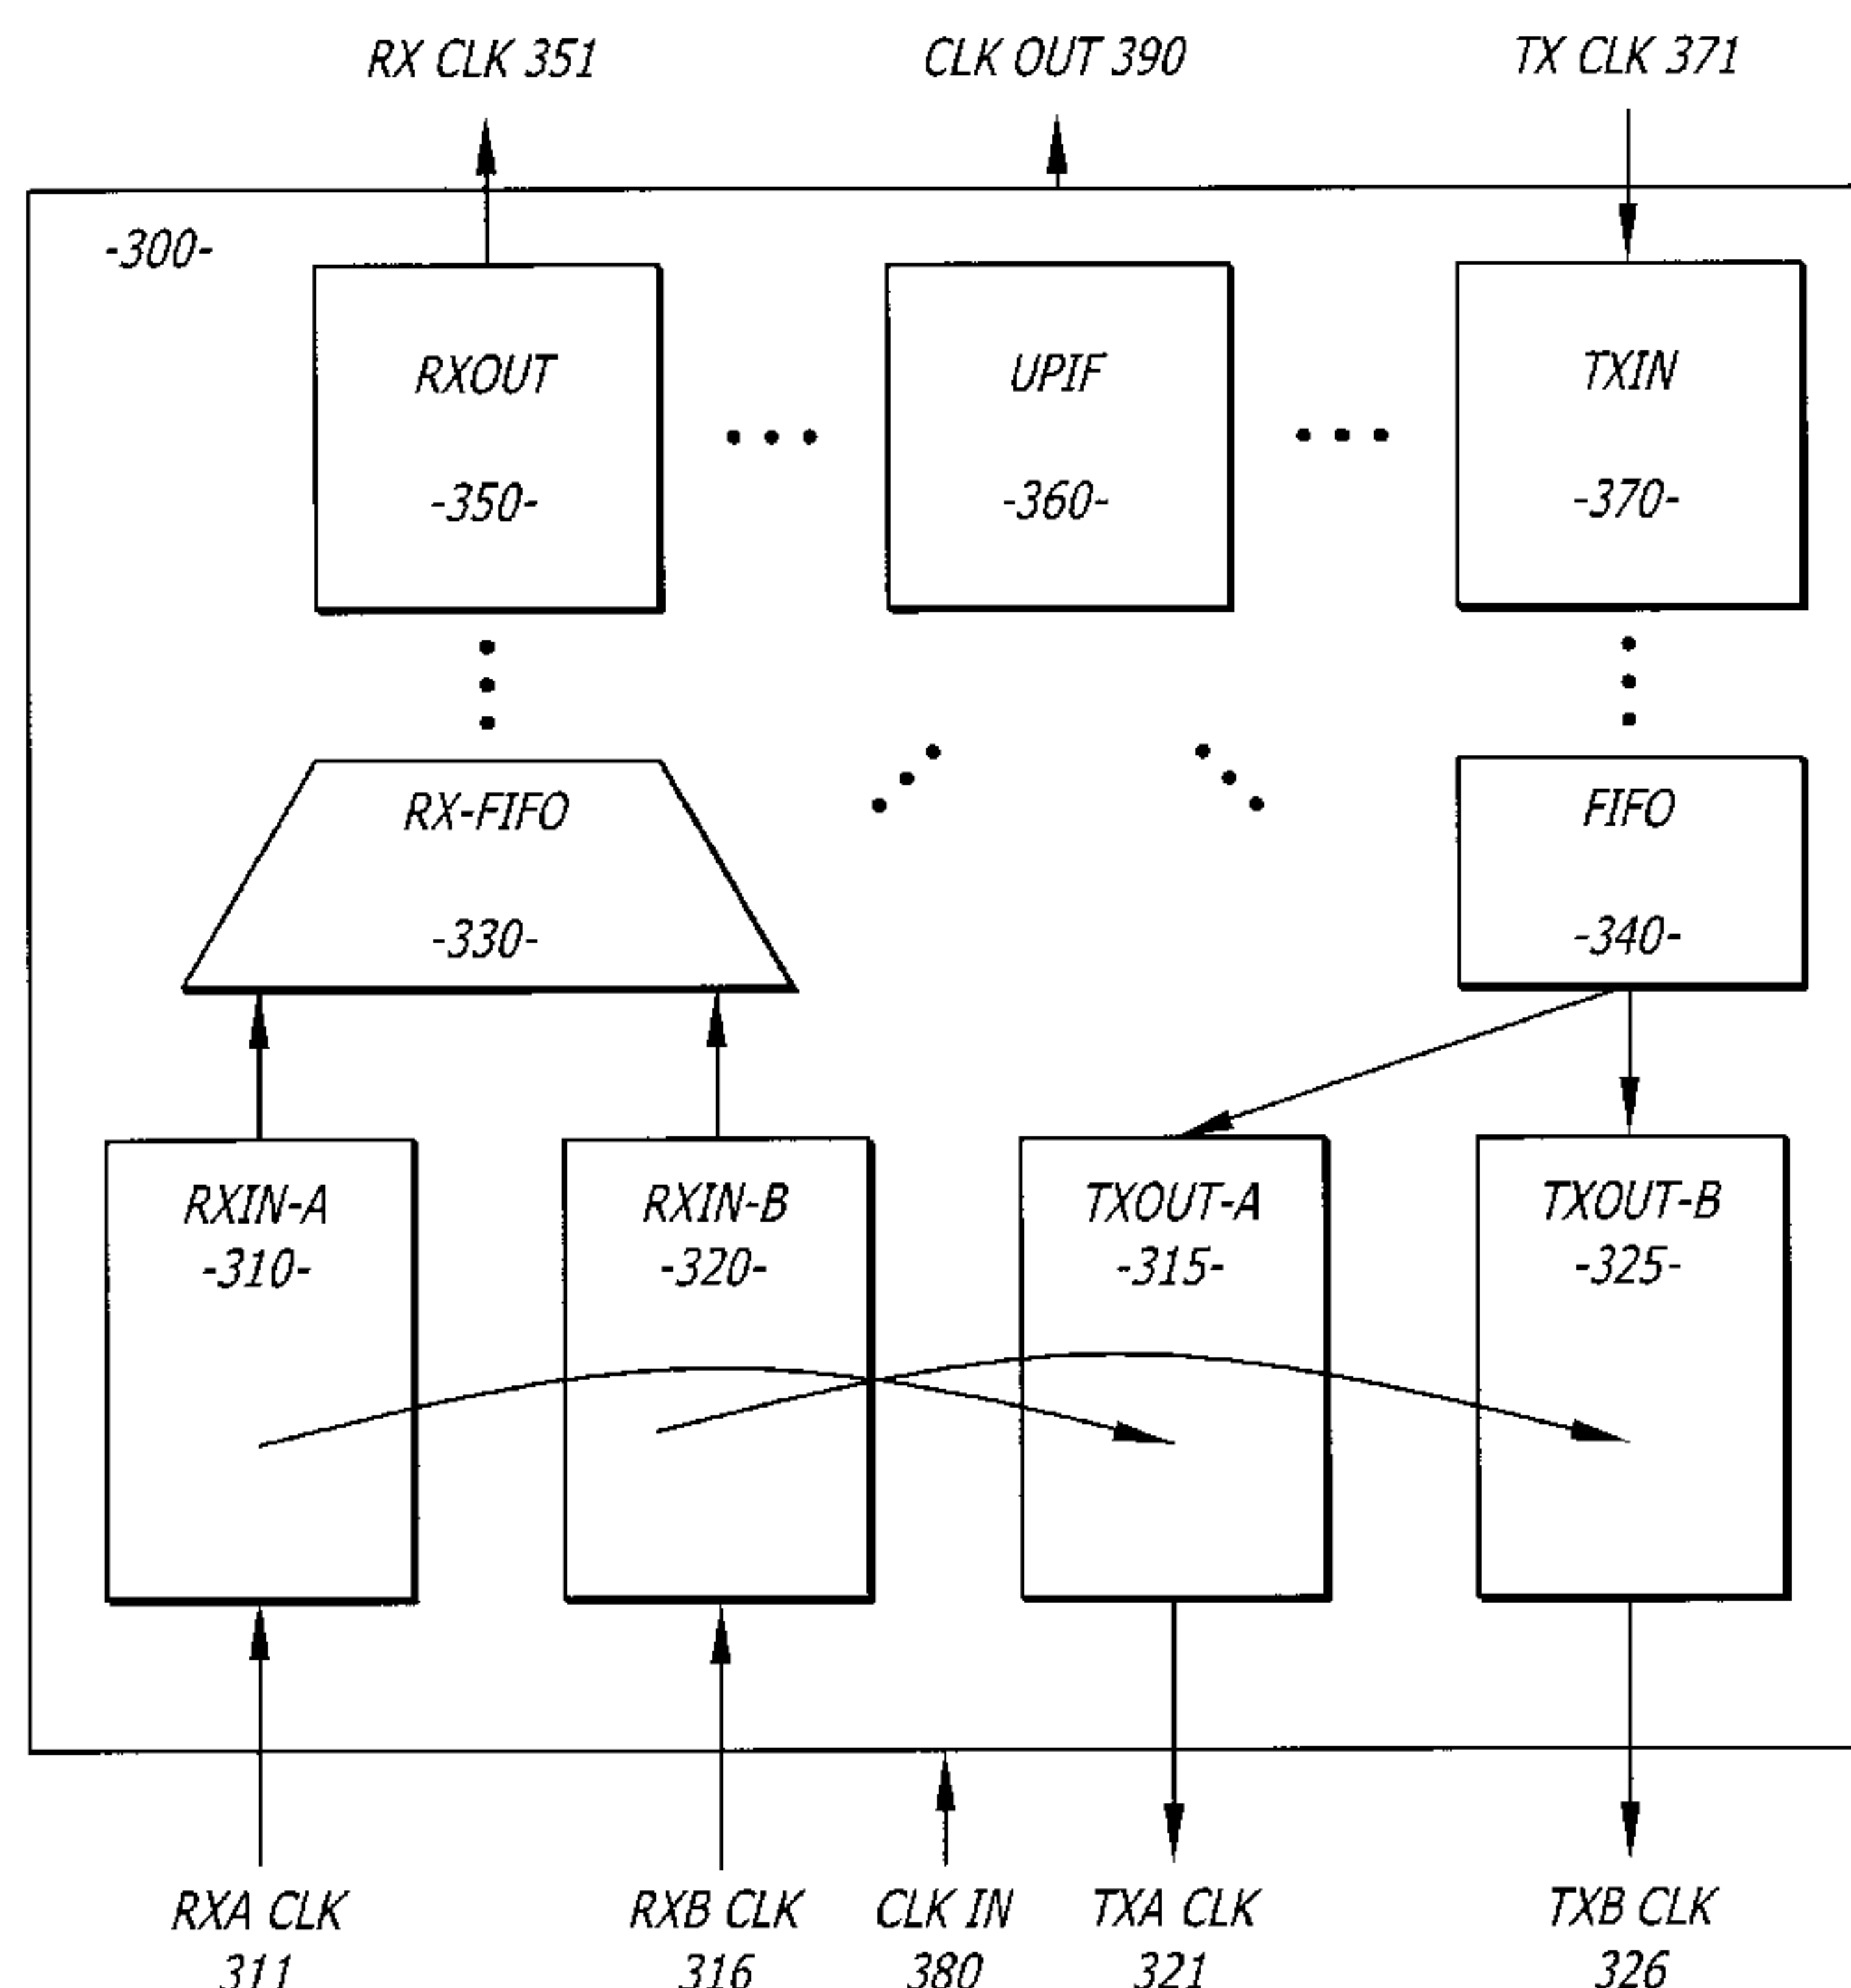 RX CLK 351
CLK OUT 390
TX CLK 371
-300-
RXOUT
-350-
UPIF
-360-
TXIN
-370-
RX-FIFO
-330-
FIFO
-340-
RXIN-A
-310-
RXIN-B
-320-
TXOUT-A
-315-
TXOUT-B
-325-
RXA CLK
311
RXB CLK
316
CLK IN
380
TXA CLK
321
TXB CLK
326